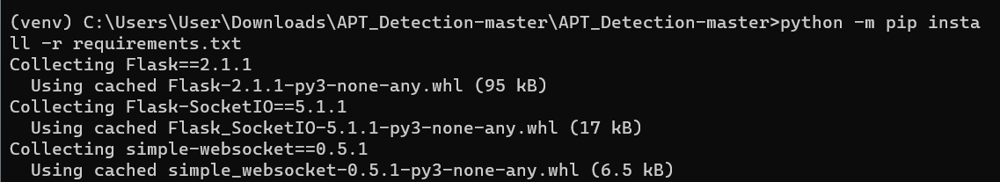 (venv) C:\Users\User\Downloads\APT_Detection-master\APT_Detection-master>python -m pip insta
ll -r requirements.txt
Collecting Flask==2.1.1
  Using cached Flask-2.1.1-py3-none-any.whl (95 kB)
Collecting Flask-SocketIO==5.1.1
  Using cached Flask_SocketIO-5.1.1-py3-none-any.whl (17 kB)
Collecting simple-websocket==0.5.1
  Using cached simple_websocket-0.5.1-py3-none-any.whl (6.5 kB)